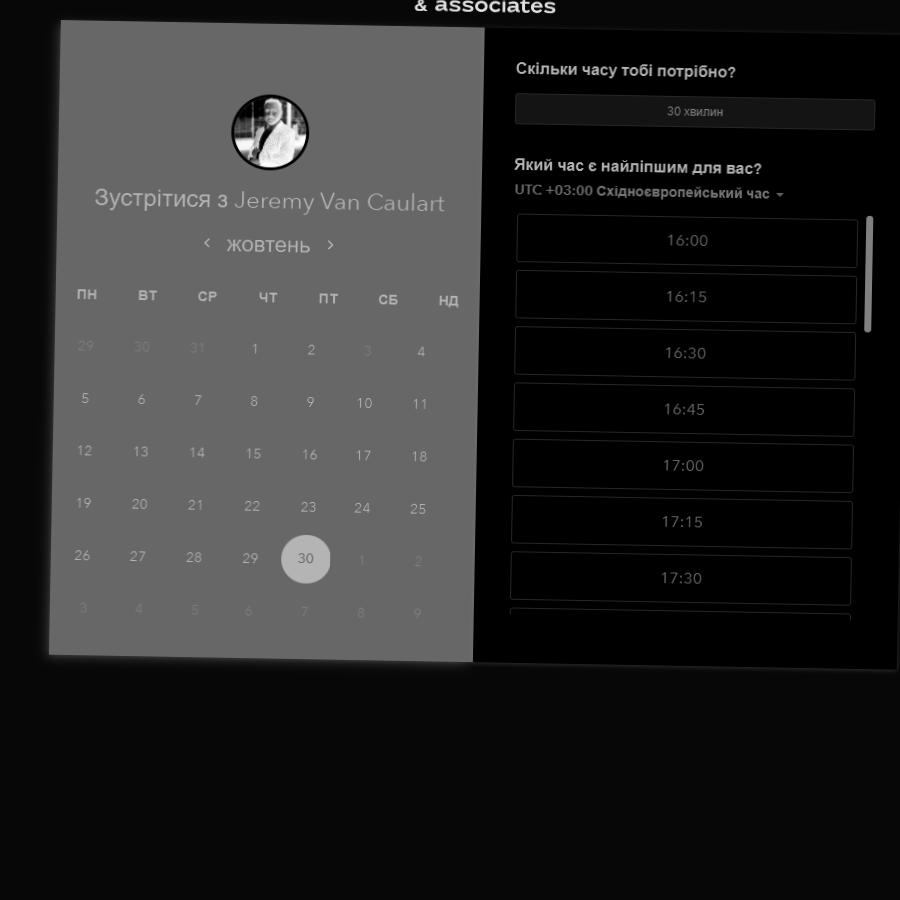 & associates
Зустрітися з Jeremy Van Caulart
жовтень
ПН ВТ СР ЧТ ПТ СБ НД
29 30 31 1 2 3 4
5 6 7 8 9 10 11
12 13 14 15 16 17 18
19 20 21 22 23 24 25
26 27 28 29 30 1 2
3 4 5 6 7 8 9
Скільки часу тобі потрібно?
30 хвилин
Який час є найліпшим для вас?
UTC +03:00 Східноєвропейський час
16:00
16:15
16:30
16:45
17:00
17:15
17:30